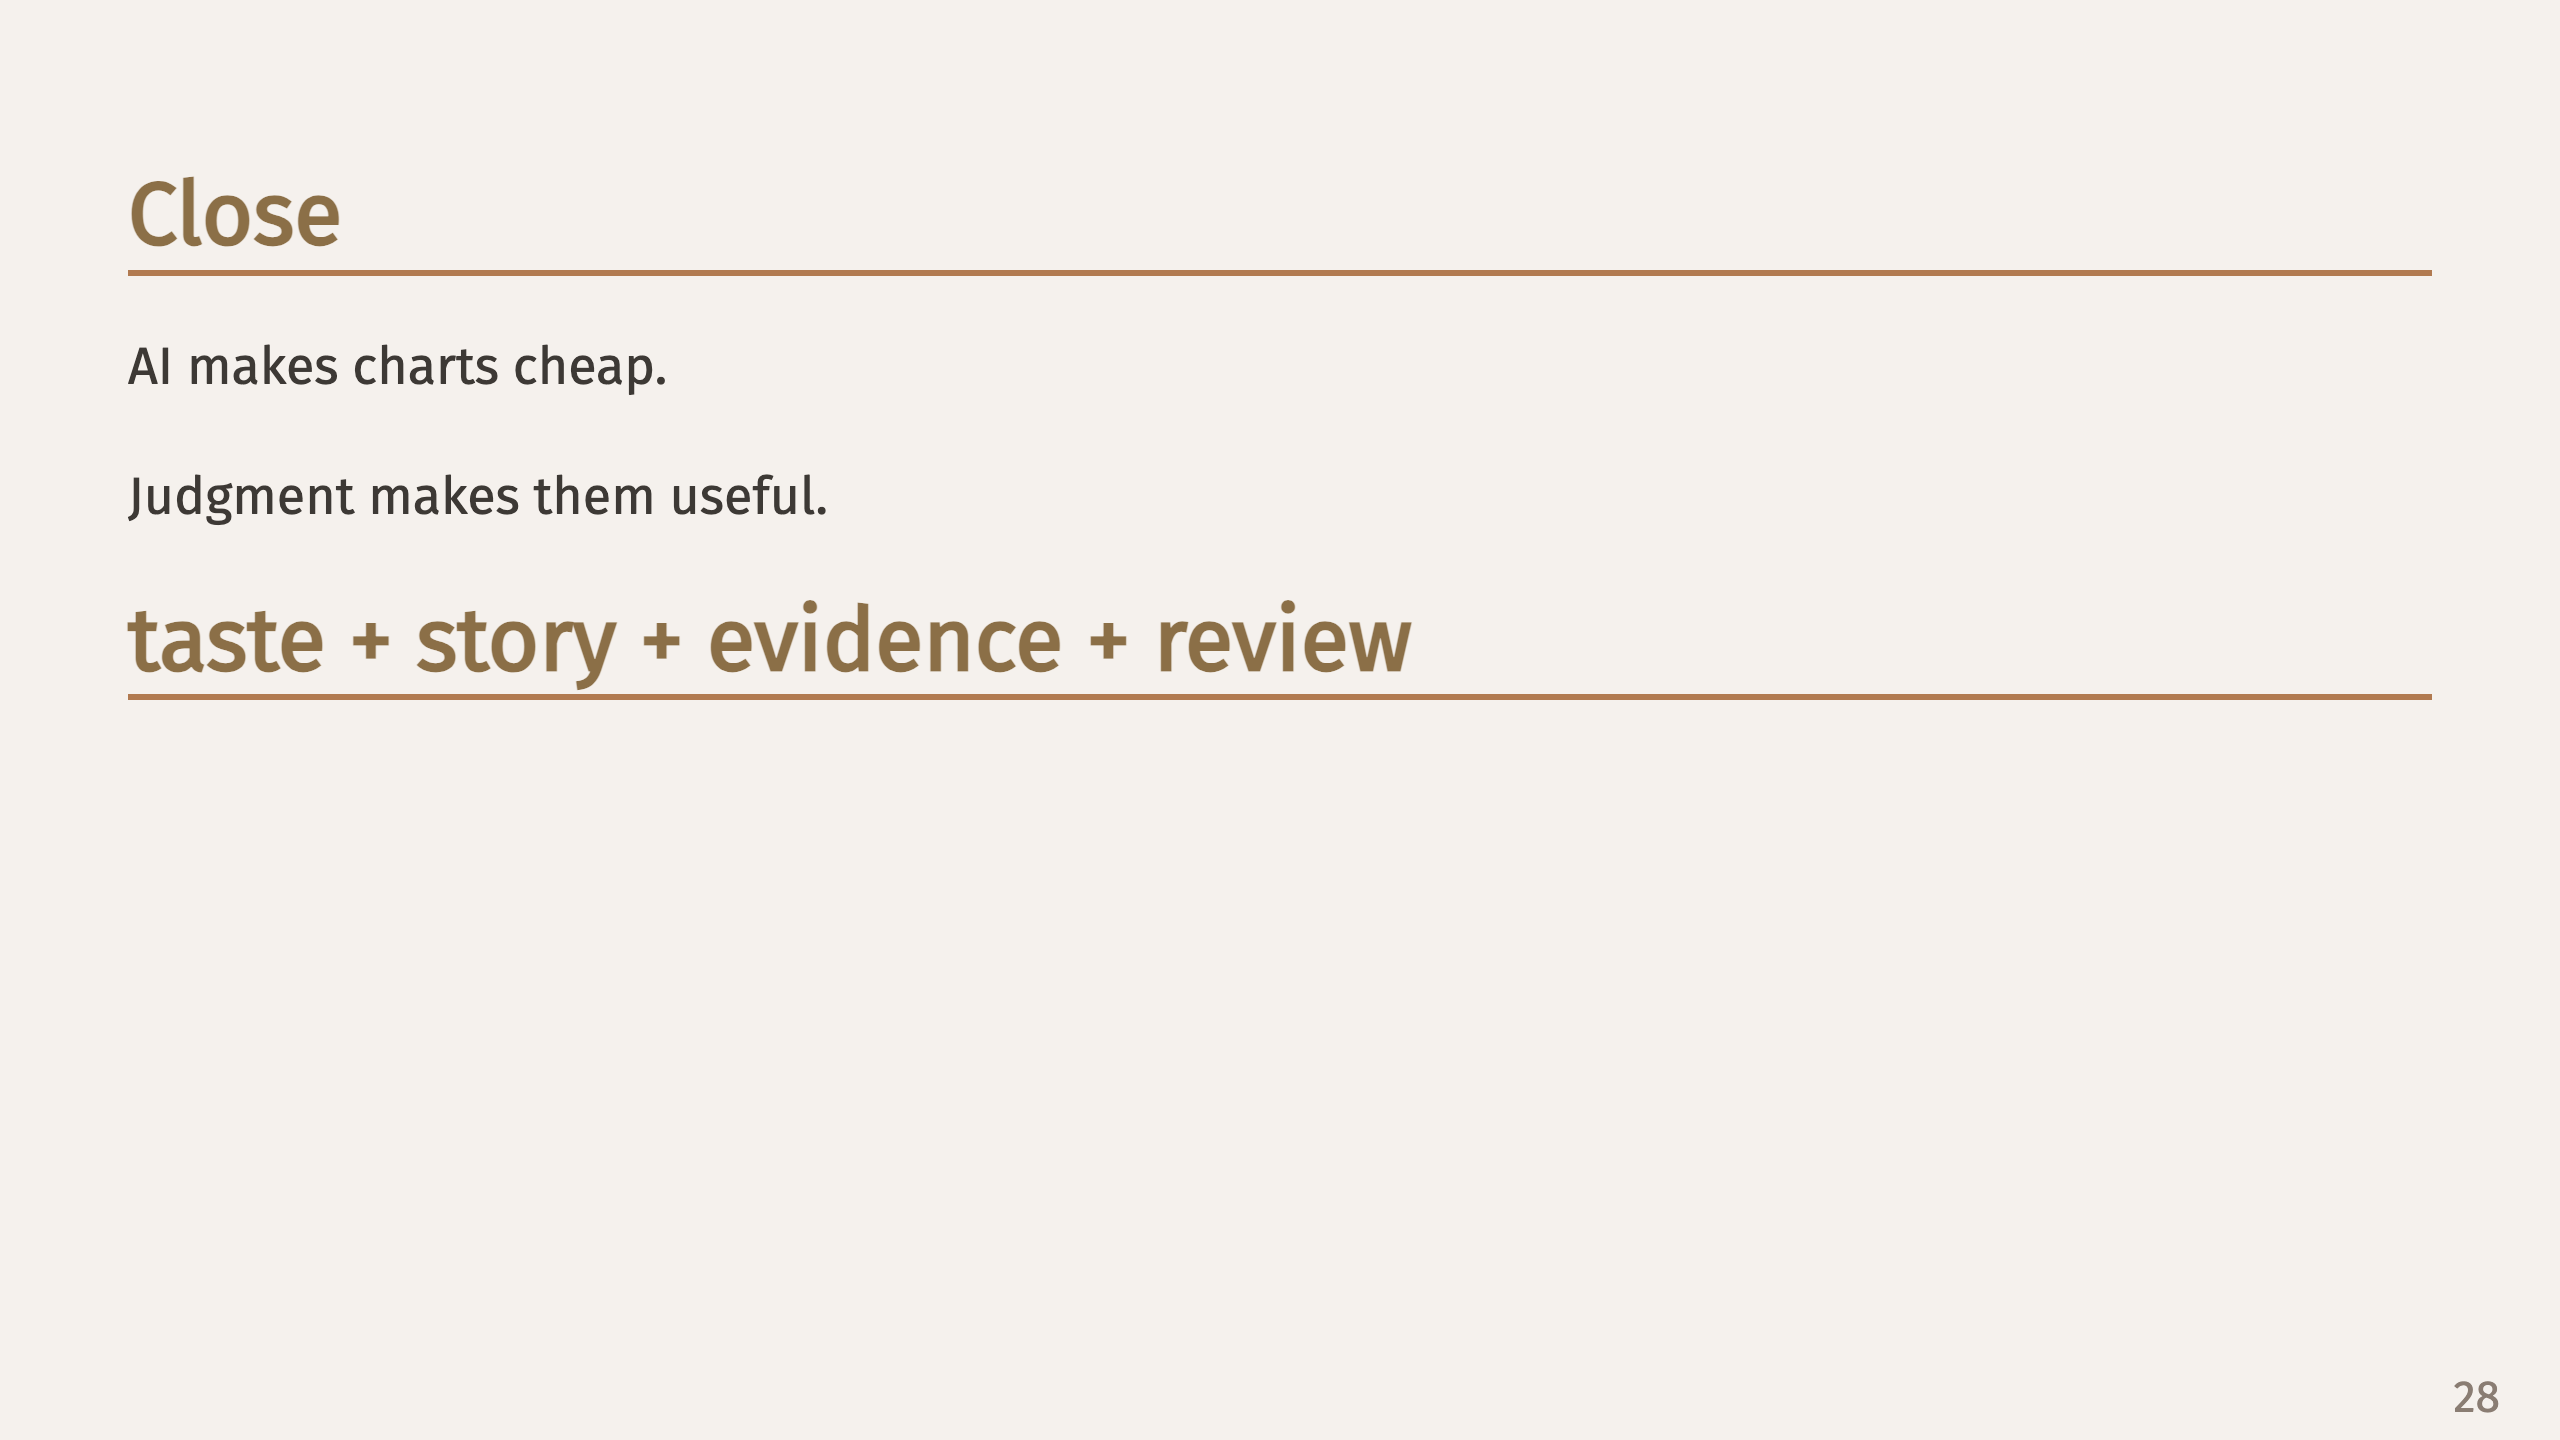 Close
AI makes charts cheap.
Judgment makes them useful.
taste + story + evidence + review
28